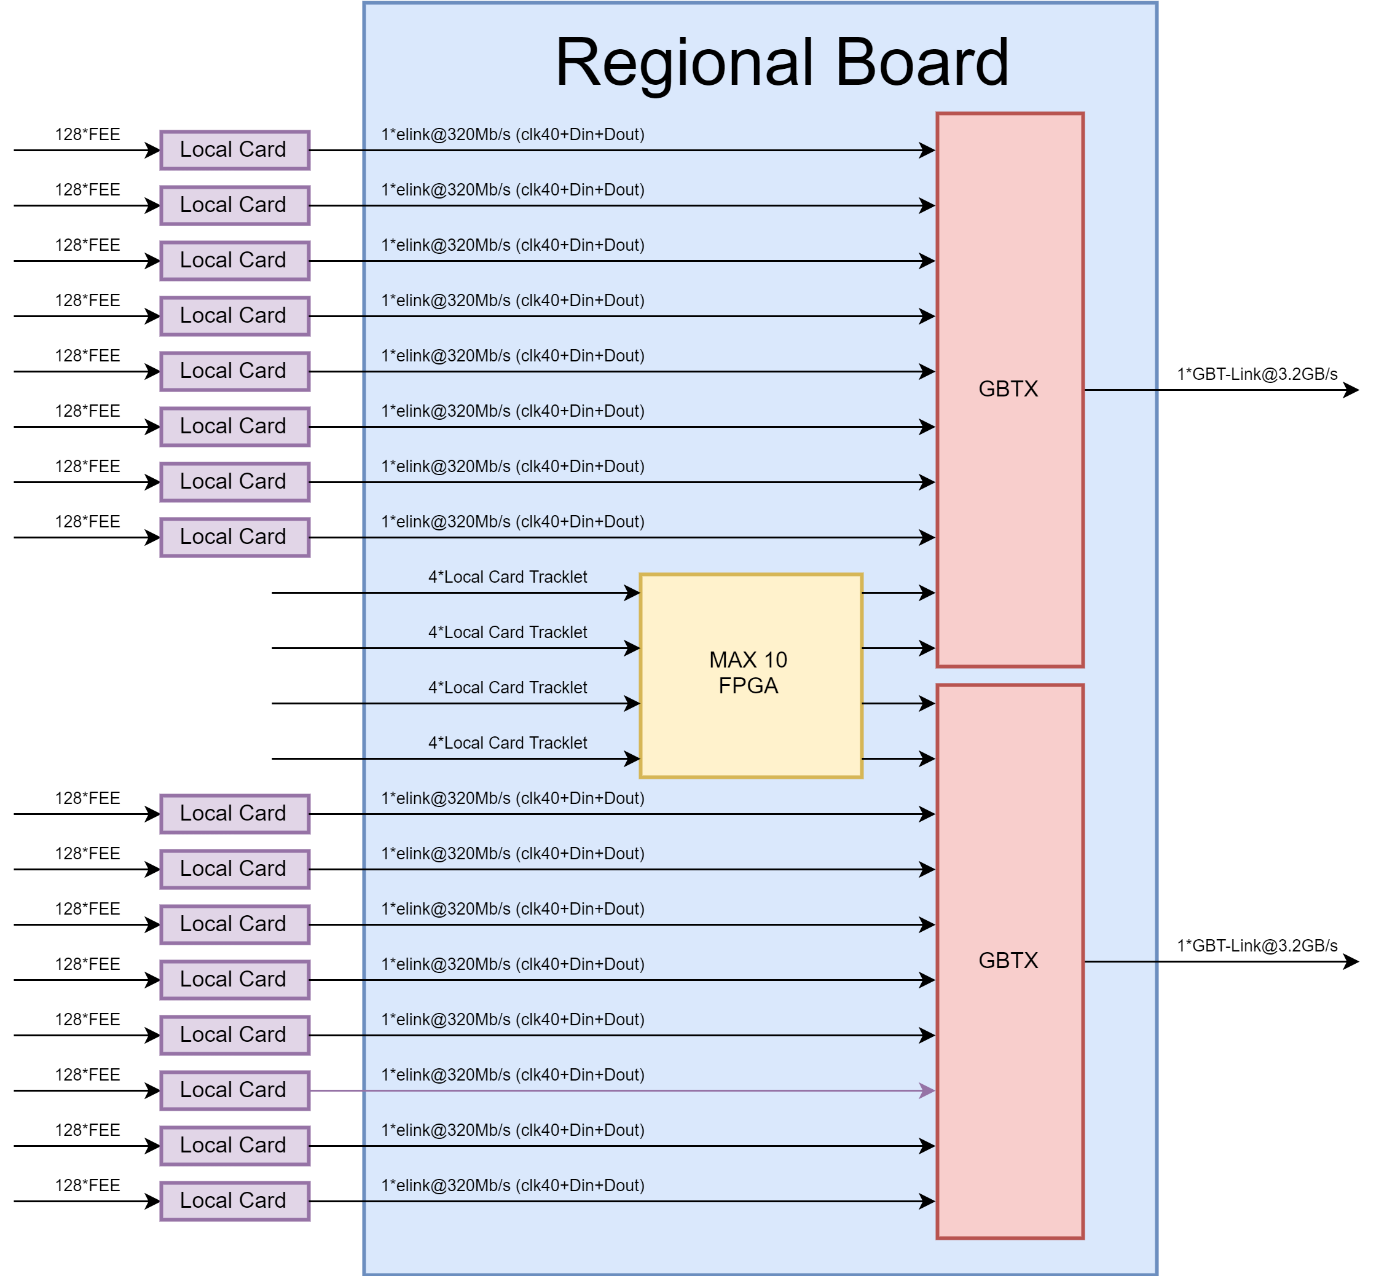 Regional Board
128*FEE
Local Card
1*elink@320Mb/s (clk40+Din+Dout)
128*FEE
Local Card
1*elink@320Mb/s (clk40+Din+Dout)
128*FEE
Local Card
1*elink@320Mb/s (clk40+Din+Dout)
128*FEE
Local Card
1*elink@320Mb/s (clk40+Din+Dout)
128*FEE
Local Card
1*elink@320Mb/s (clk40+Din+Dout)
128*FEE
Local Card
1*elink@320Mb/s (clk40+Din+Dout)
128*FEE
Local Card
1*elink@320Mb/s (clk40+Din+Dout)
128*FEE
Local Card
1*elink@320Mb/s (clk40+Din+Dout)
GBTX
1*GBT-Link@3.2GB/s
4*Local Card Tracklet
4*Local Card Tracklet
4*Local Card Tracklet
4*Local Card Tracklet
MAX 10
FPGA
128*FEE
Local Card
1*elink@320Mb/s (clk40+Din+Dout)
128*FEE
Local Card
1*elink@320Mb/s (clk40+Din+Dout)
128*FEE
Local Card
1*elink@320Mb/s (clk40+Din+Dout)
128*FEE
Local Card
1*elink@320Mb/s (clk40+Din+Dout)
128*FEE
Local Card
1*elink@320Mb/s (clk40+Din+Dout)
128*FEE
Local Card
1*elink@320Mb/s (clk40+Din+Dout)
128*FEE
Local Card
1*elink@320Mb/s (clk40+Din+Dout)
128*FEE
Local Card
1*elink@320Mb/s (clk40+Din+Dout)
GBTX
1*GBT-Link@3.2GB/s